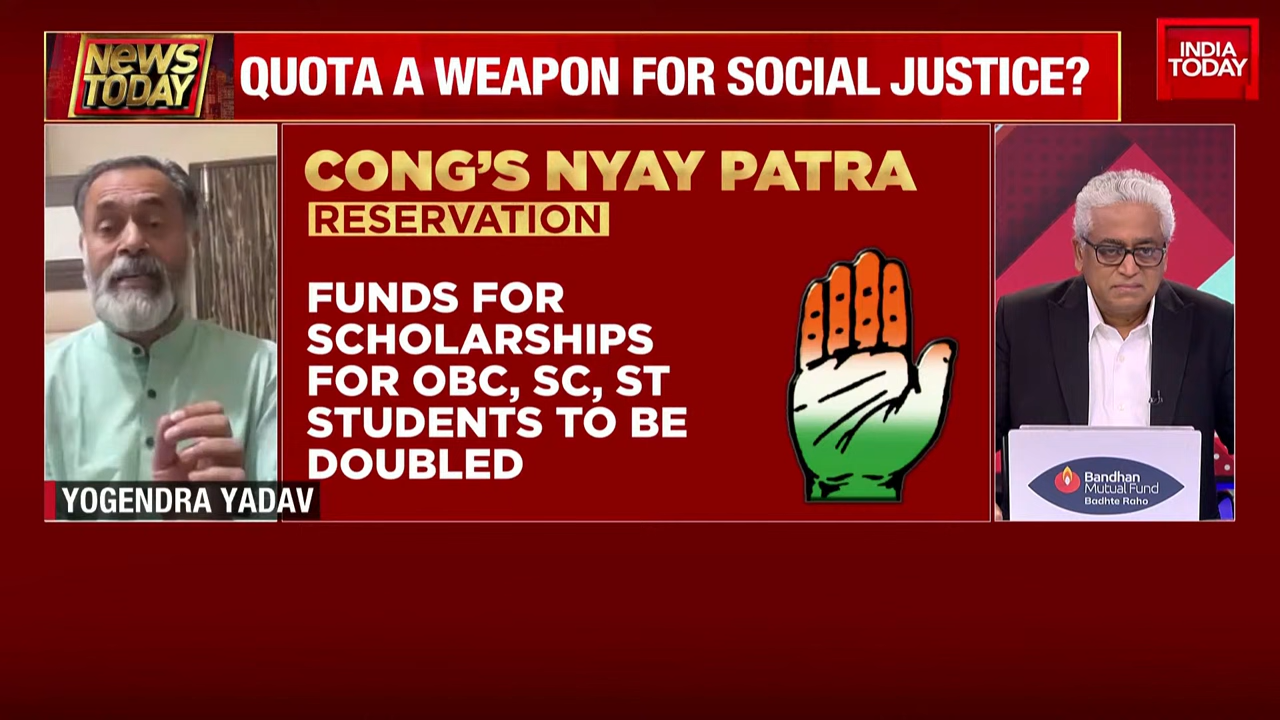 NEWS
TODAY
QUOTA A WEAPON FOR SOCIAL JUSTICE?
INDIA
TODAY
CONG'S NYAY PATRA
RESERVATION
FUNDS FOR
SCHOLARSHIPS
FOR OBC, SC, ST
STUDENTS TO BE
DOUBLED
YOGENDRA YADAV
Bandhan
Mutual Fund
Badhte Raho